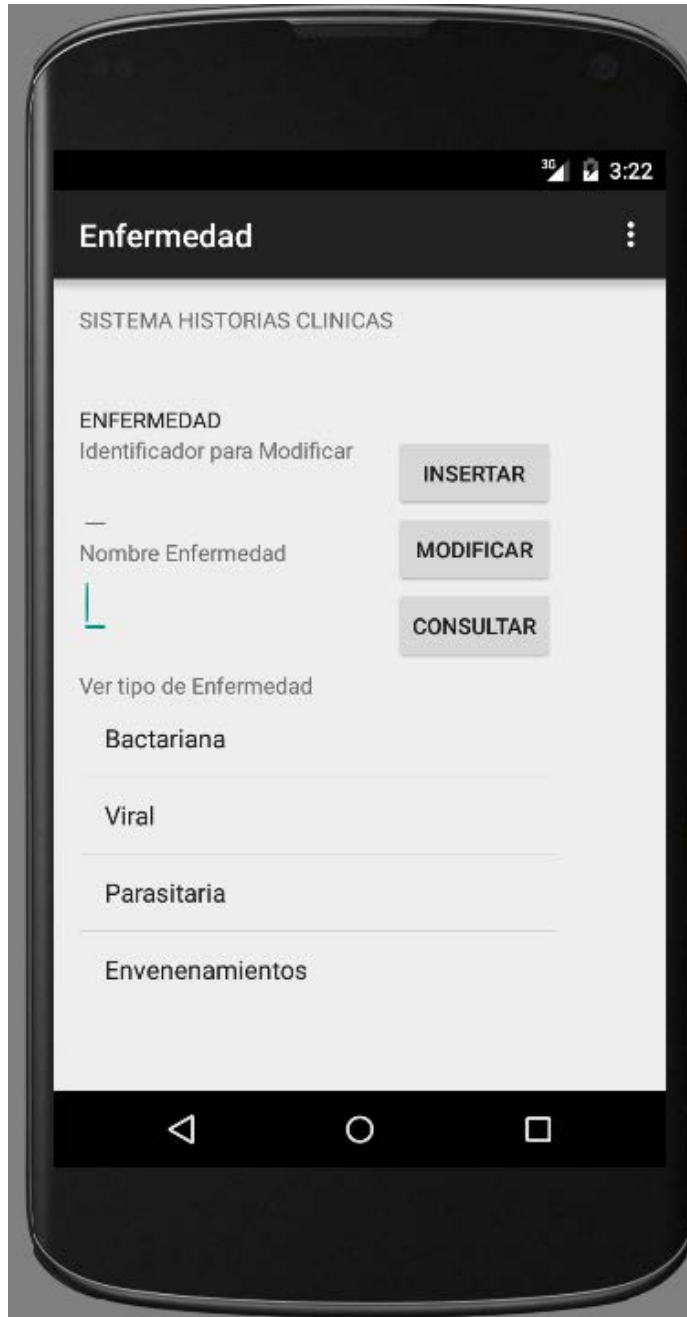 3G 3:22
Enfermedad
SISTEMA HISTORIAS CLINICAS
ENFERMEDAD
Identificador para Modificar
INSERTAR
Nombre Enfermedad
MODIFICAR
CONSULTAR
Ver tipo de Enfermedad
Bactariana
Viral
Parasitaria
Envenenamientos